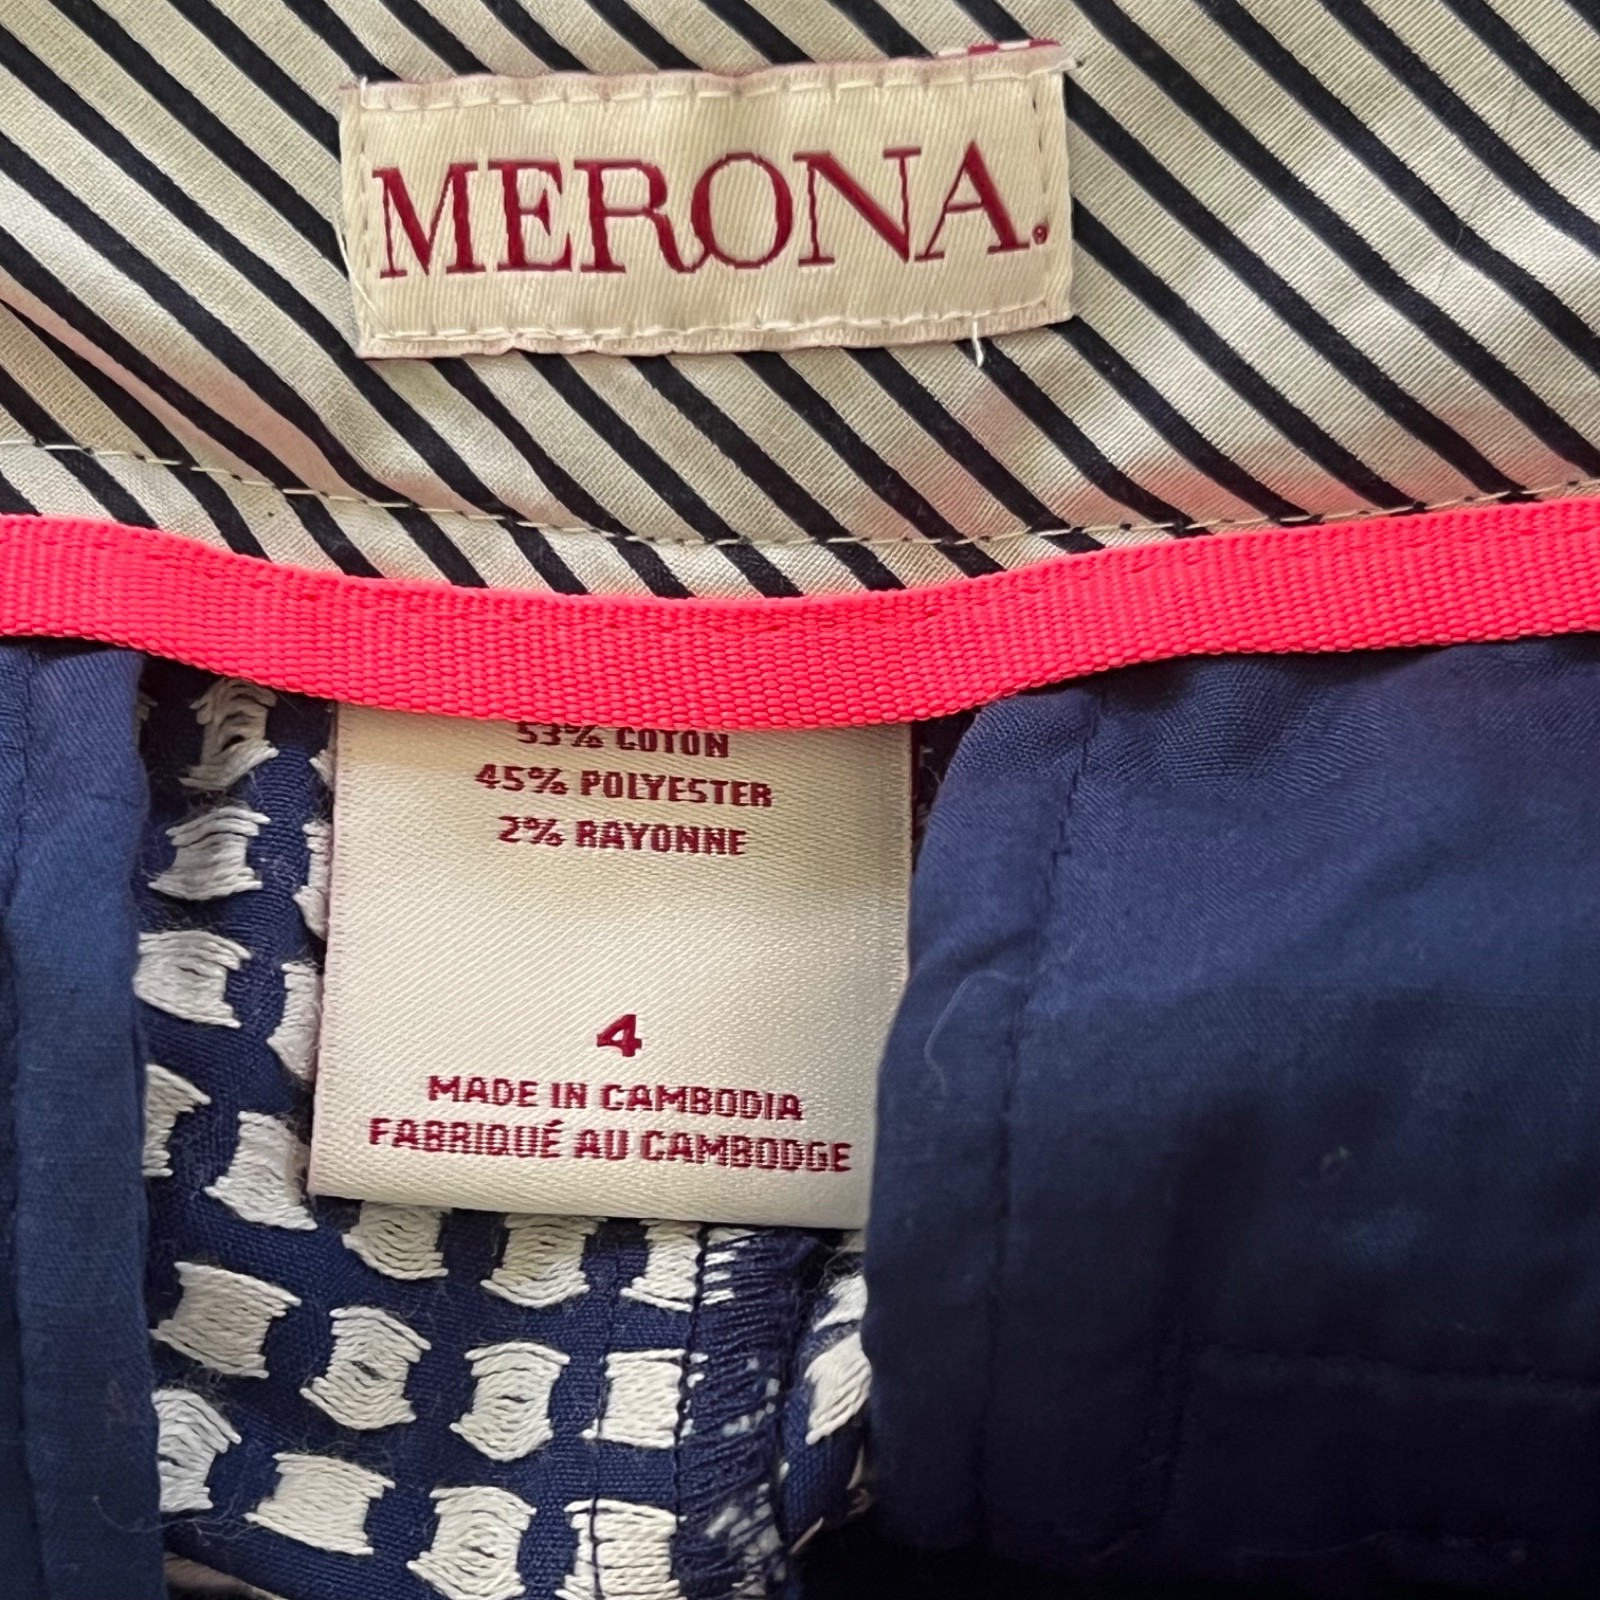 MERONA.
53% COTON
45% POLYESTER
2% RAYONNE
4
MADE IN CAMBODIA
FABRIQUÉ AU CAMBODGE